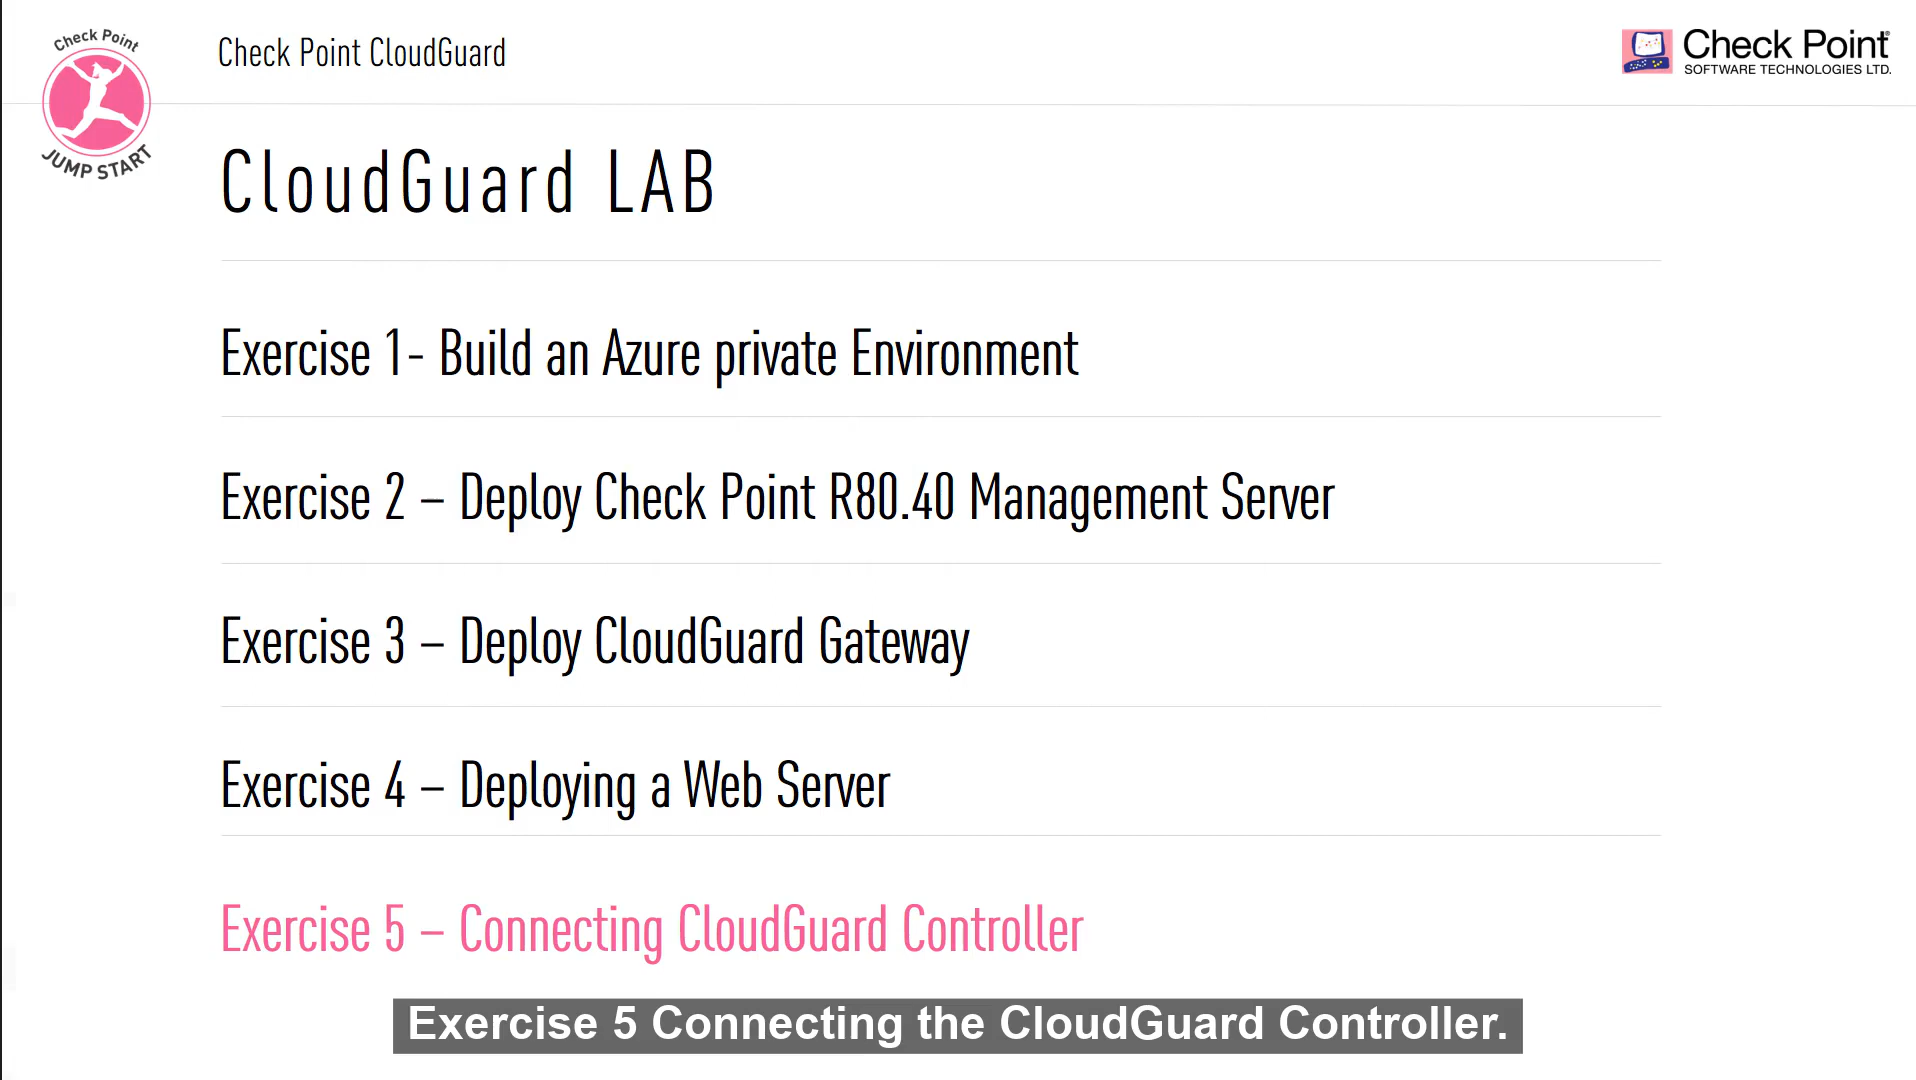 Check Point
JUMP START
Check Point CloudGuard
Check Point
SOFTWARE TECHNOLOGIES LTD.
CloudGuard LAB
Exercise 1- Build an Azure private Environment
Exercise 2 – Deploy Check Point R80.40 Management Server
Exercise 3 – Deploy CloudGuard Gateway
Exercise 4 – Deploying a Web Server
Exercise 5 – Connecting CloudGuard Controller
Exercise 5 Connecting the CloudGuard Controller.